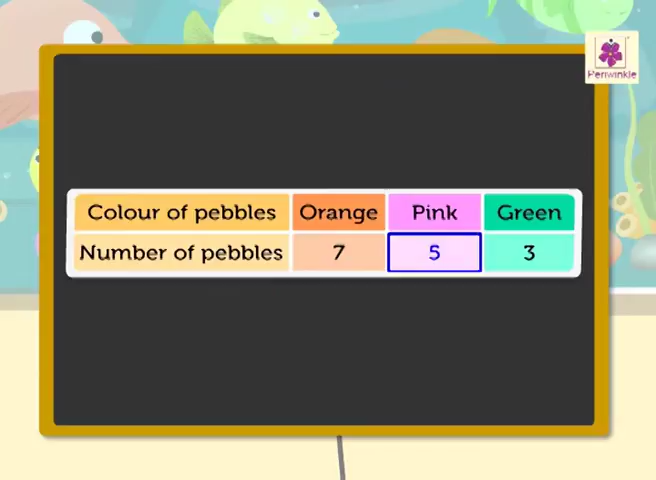 Periwinkle
Colour of pebbles Orange Pink Green
Number of pebbles 7 5 3